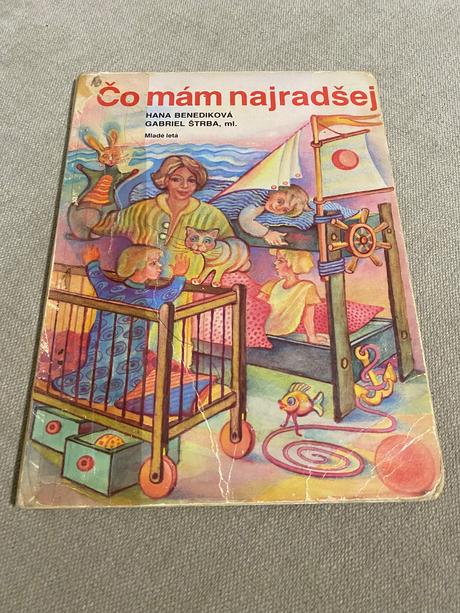 Čo mám najradšej
HANA BENEDIKOVÁ
GABRIEL ŠTRBA, ml.
Mladé letá